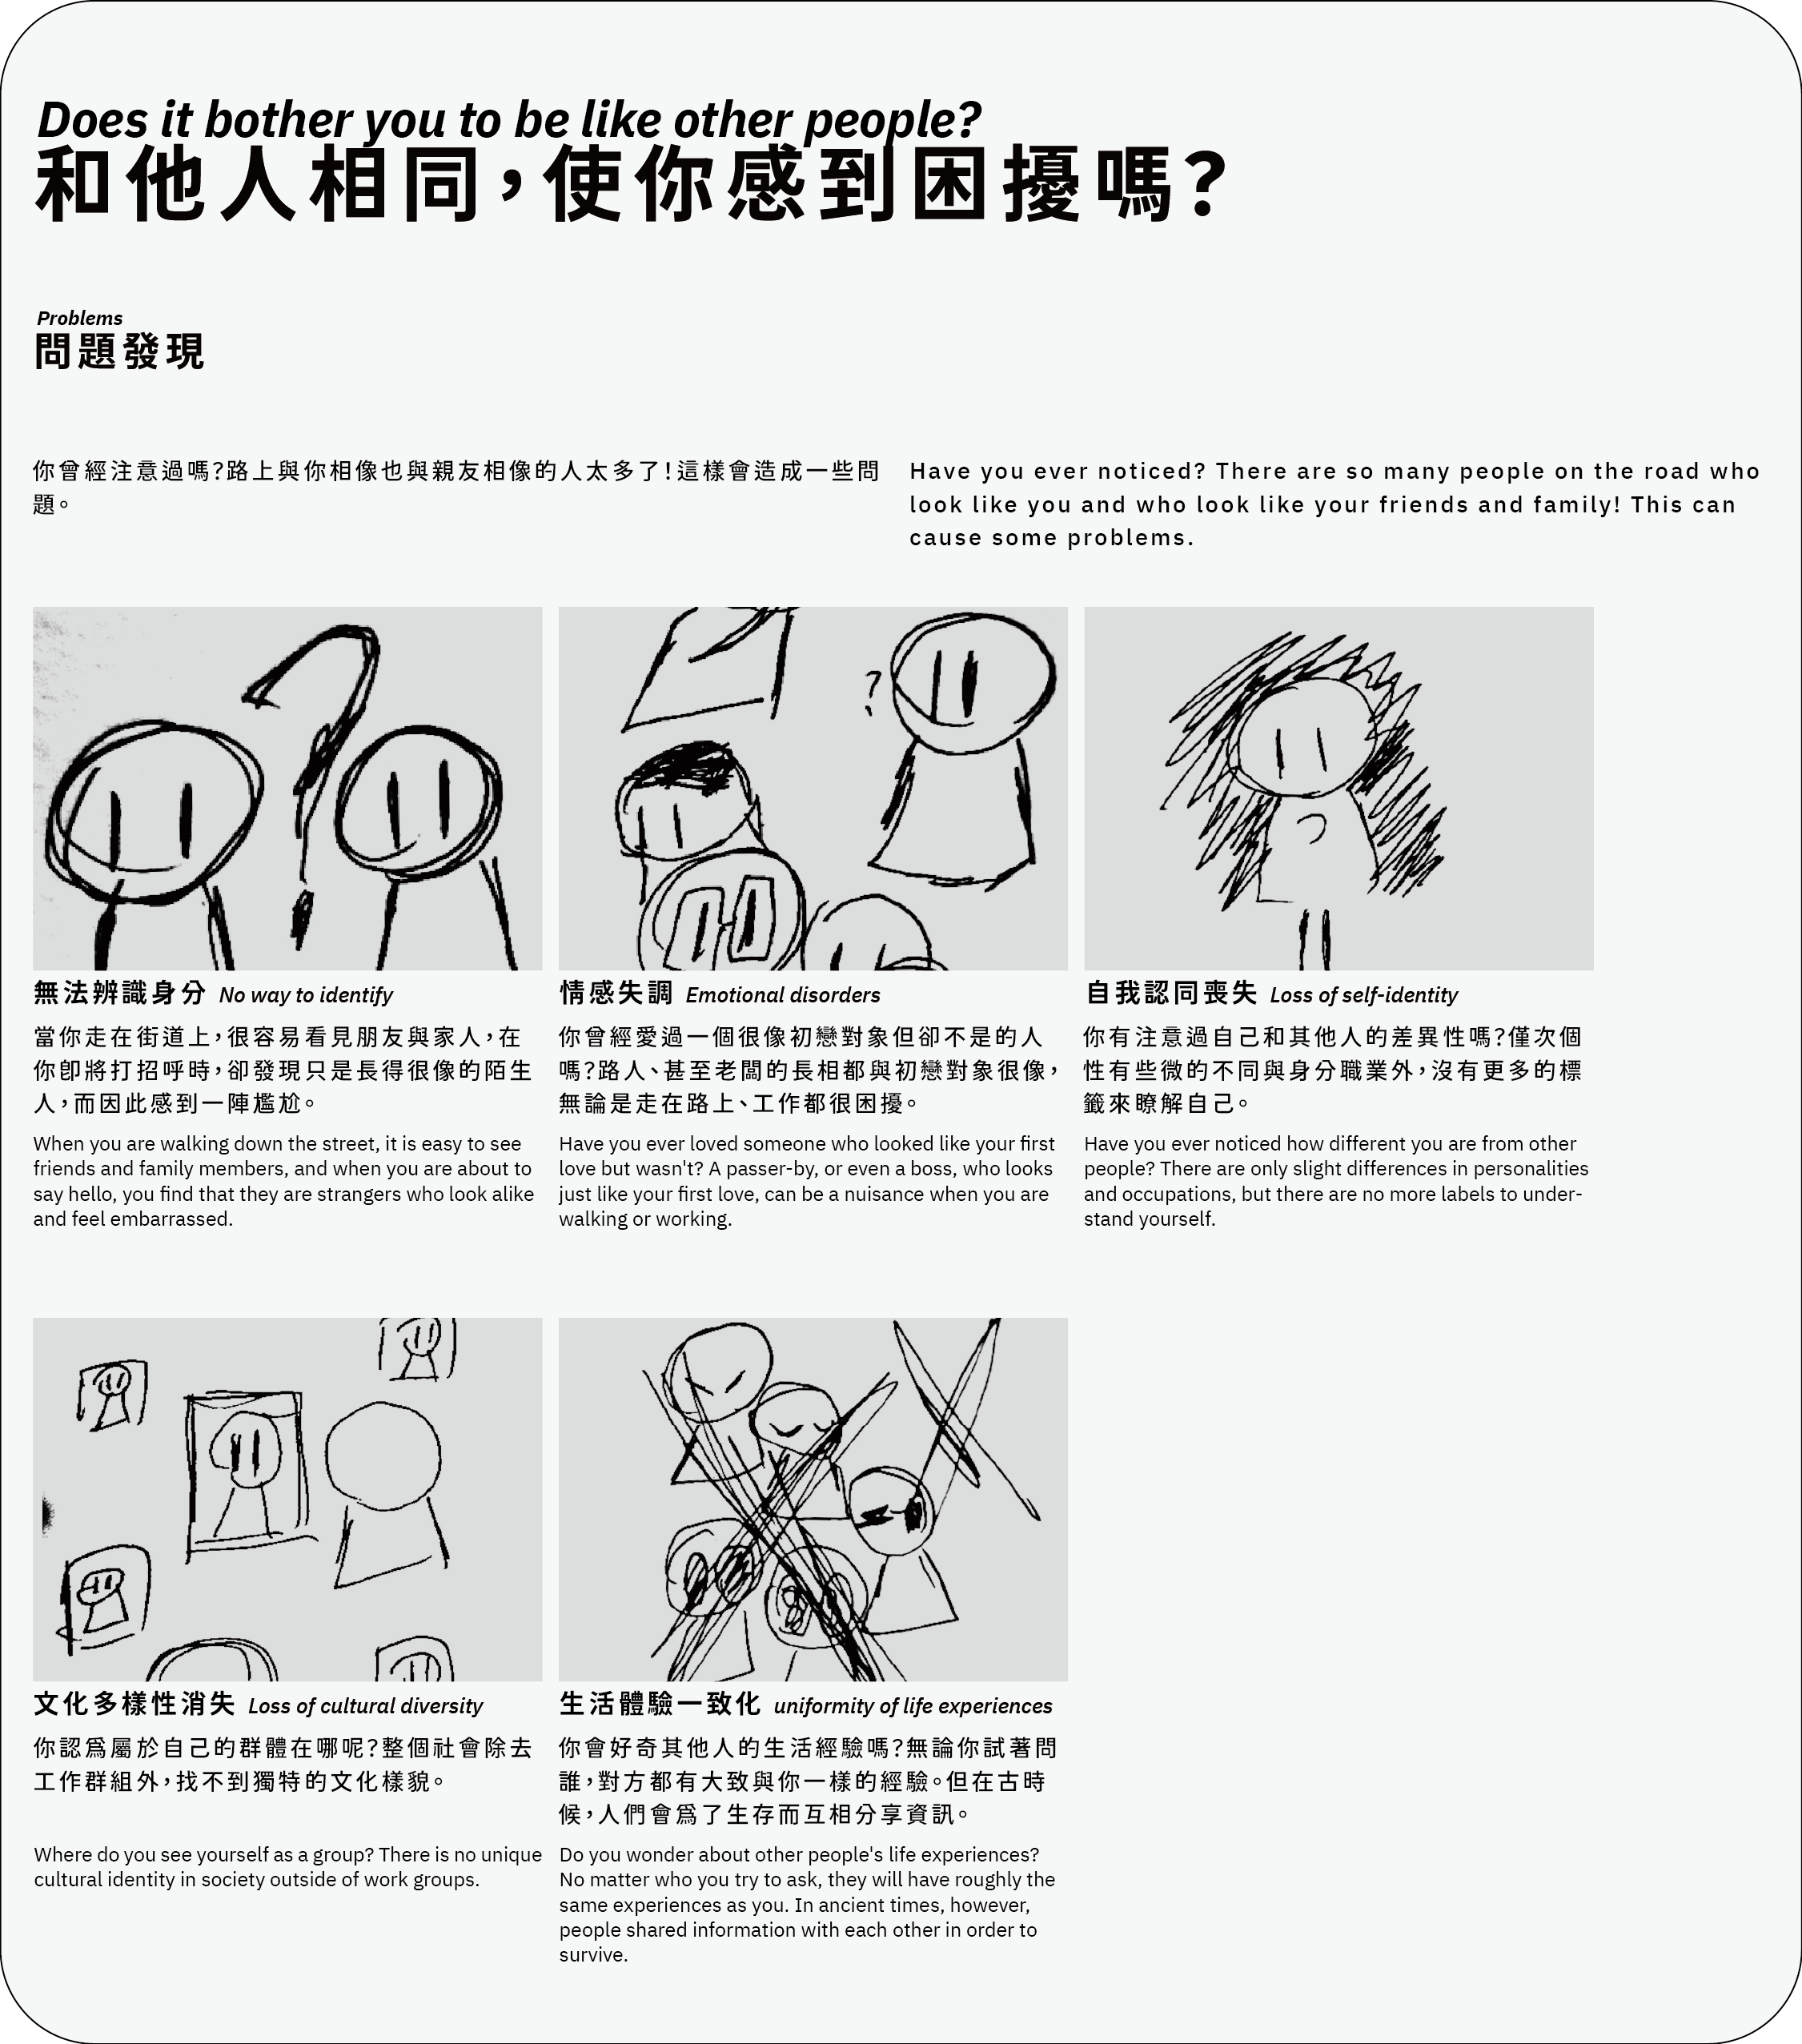 Does it bother you to be like other people?
和他人相同，使你感到困擾嗎？
Problems
問題發現
你曾經注意過嗎？路上與你相像也與親友相像的人太多了！這樣會造成一些問
題。
Have you ever noticed? There are so many people on the road who
look like you and who look like your friends and family! This can
cause some problems.
無法辨識身分 No way to identify
當你走在街道上，很容易看見朋友與家人，在
你卽將打招呼時，卻發現只是長得很像的陌生
人，而因此感到一陣尷尬。
When you are walking down the street, it is easy to see
friends and family members, and when you are about to
say hello, you find that they are strangers who look alike
and feel embarrassed.
?
情感失調 Emotional disorders
你曾經愛過一個很像初戀對象但卻不是的人
嗎？路人、甚至老闆的長相都與初戀對象很像，
無論是走在路上、工作都很困擾。
Have you ever loved someone who looked like your first
love but wasn't? A passer-by, or even a boss, who looks
just like your first love, can be a nuisance when you are
walking or working.
自我認同喪失 Loss of self-identity
你有注意過自己和其他人的差異性嗎？僅次個
性有些微的不同與身分職業外，沒有更多的標
籤來瞭解自己。
Have you ever noticed how different you are from other
people? There are only slight differences in personalities
and occupations, but there are no more labels to under-
stand yourself.
文化多樣性消失 Loss of cultural diversity
你認爲屬於自己的群體在哪呢？整個社會除去
工作群組外，找不到獨特的文化樣貌。
Where do you see yourself as a group? There is no unique
cultural identity in society outside of work groups.
生活體驗一致化 uniformity of life experiences
你會好奇其他人的生活經驗嗎？無論你試著問
誰，對方都有大致與你一樣的經驗。但在古時
候，人們會爲了生存而互相分享資訊。
Do you wonder about other people's life experiences?
No matter who you try to ask, they will have roughly the
same experiences as you. In ancient times, however,
people shared information with each other in order to
survive.